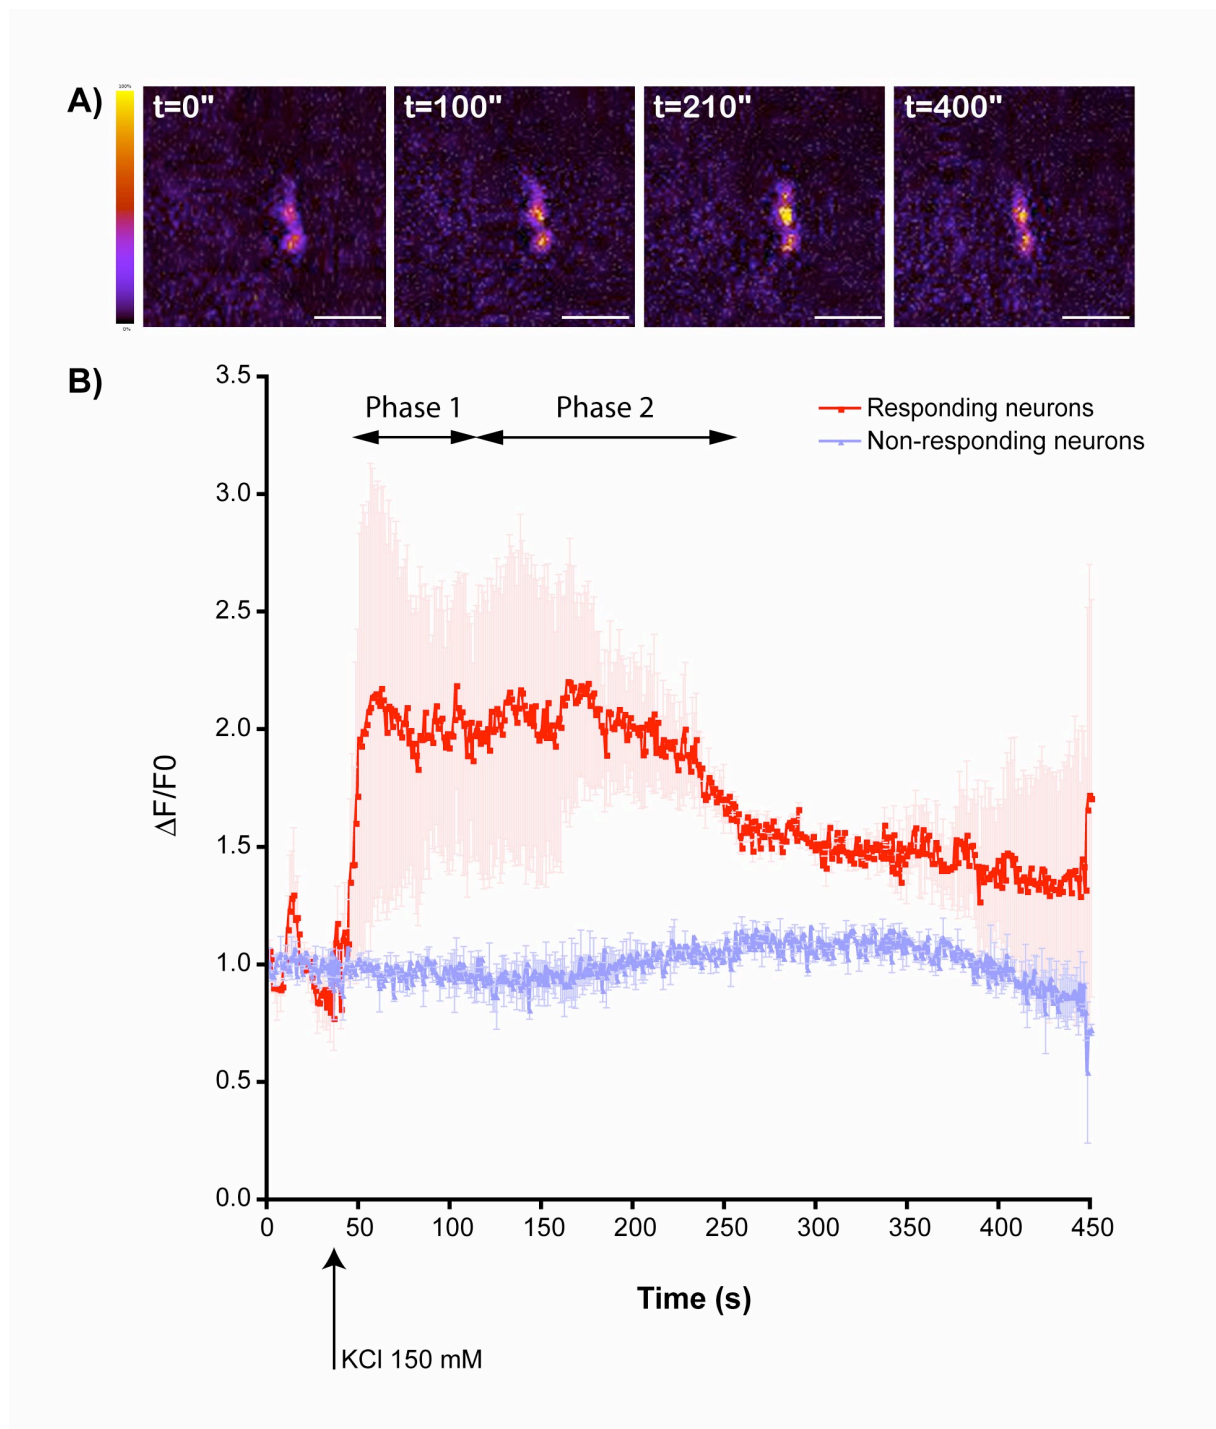 A)
100%
0%
t=0"
t=100"
t=210"
t=400"
B)
3.5
3.0
2.5
2.0
1.5
1.0
0.5
0.0
ΔF/F0
Phase 1
Phase 2
Responding neurons
Non-responding neurons
0 50 100 150 200 250 300 350 400 450
Time (s)
KCl 150 mM